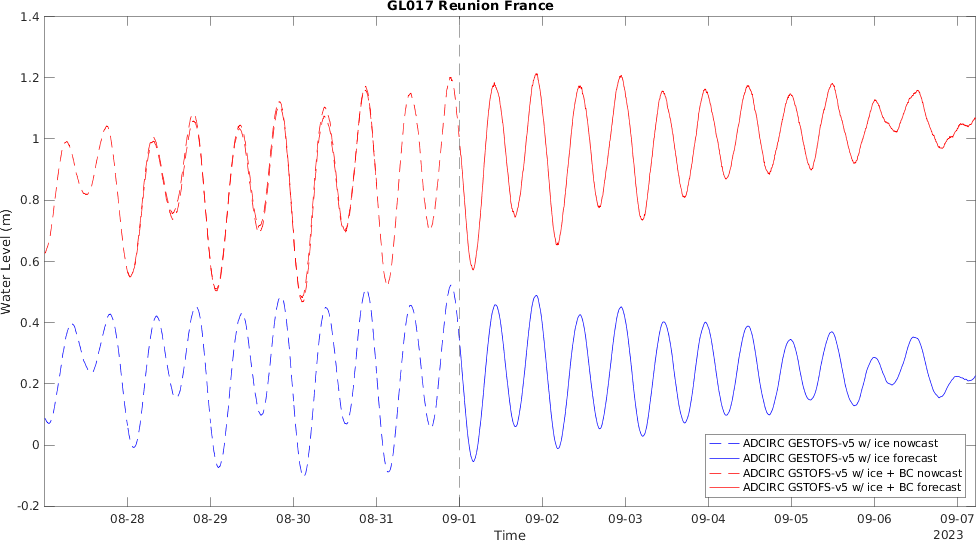 GL017 Reunion France
1.4
1.2
1
0.8
0.6
0.4
0.2
0
-0.2
Water Level (m)
ADCIRC GESTOFS-v5 w/ ice nowcast
ADCIRC GESTOFS-v5 w/ ice forecast
ADCIRC GSTOFS-v5 w/ ice + BC nowcast
ADCIRC GSTOFS-v5 w/ ice + BC forecast
08-28 08-29 08-30 08-31 09-01 09-02 09-03 09-04 09-05 09-06 09-07
Time
2023